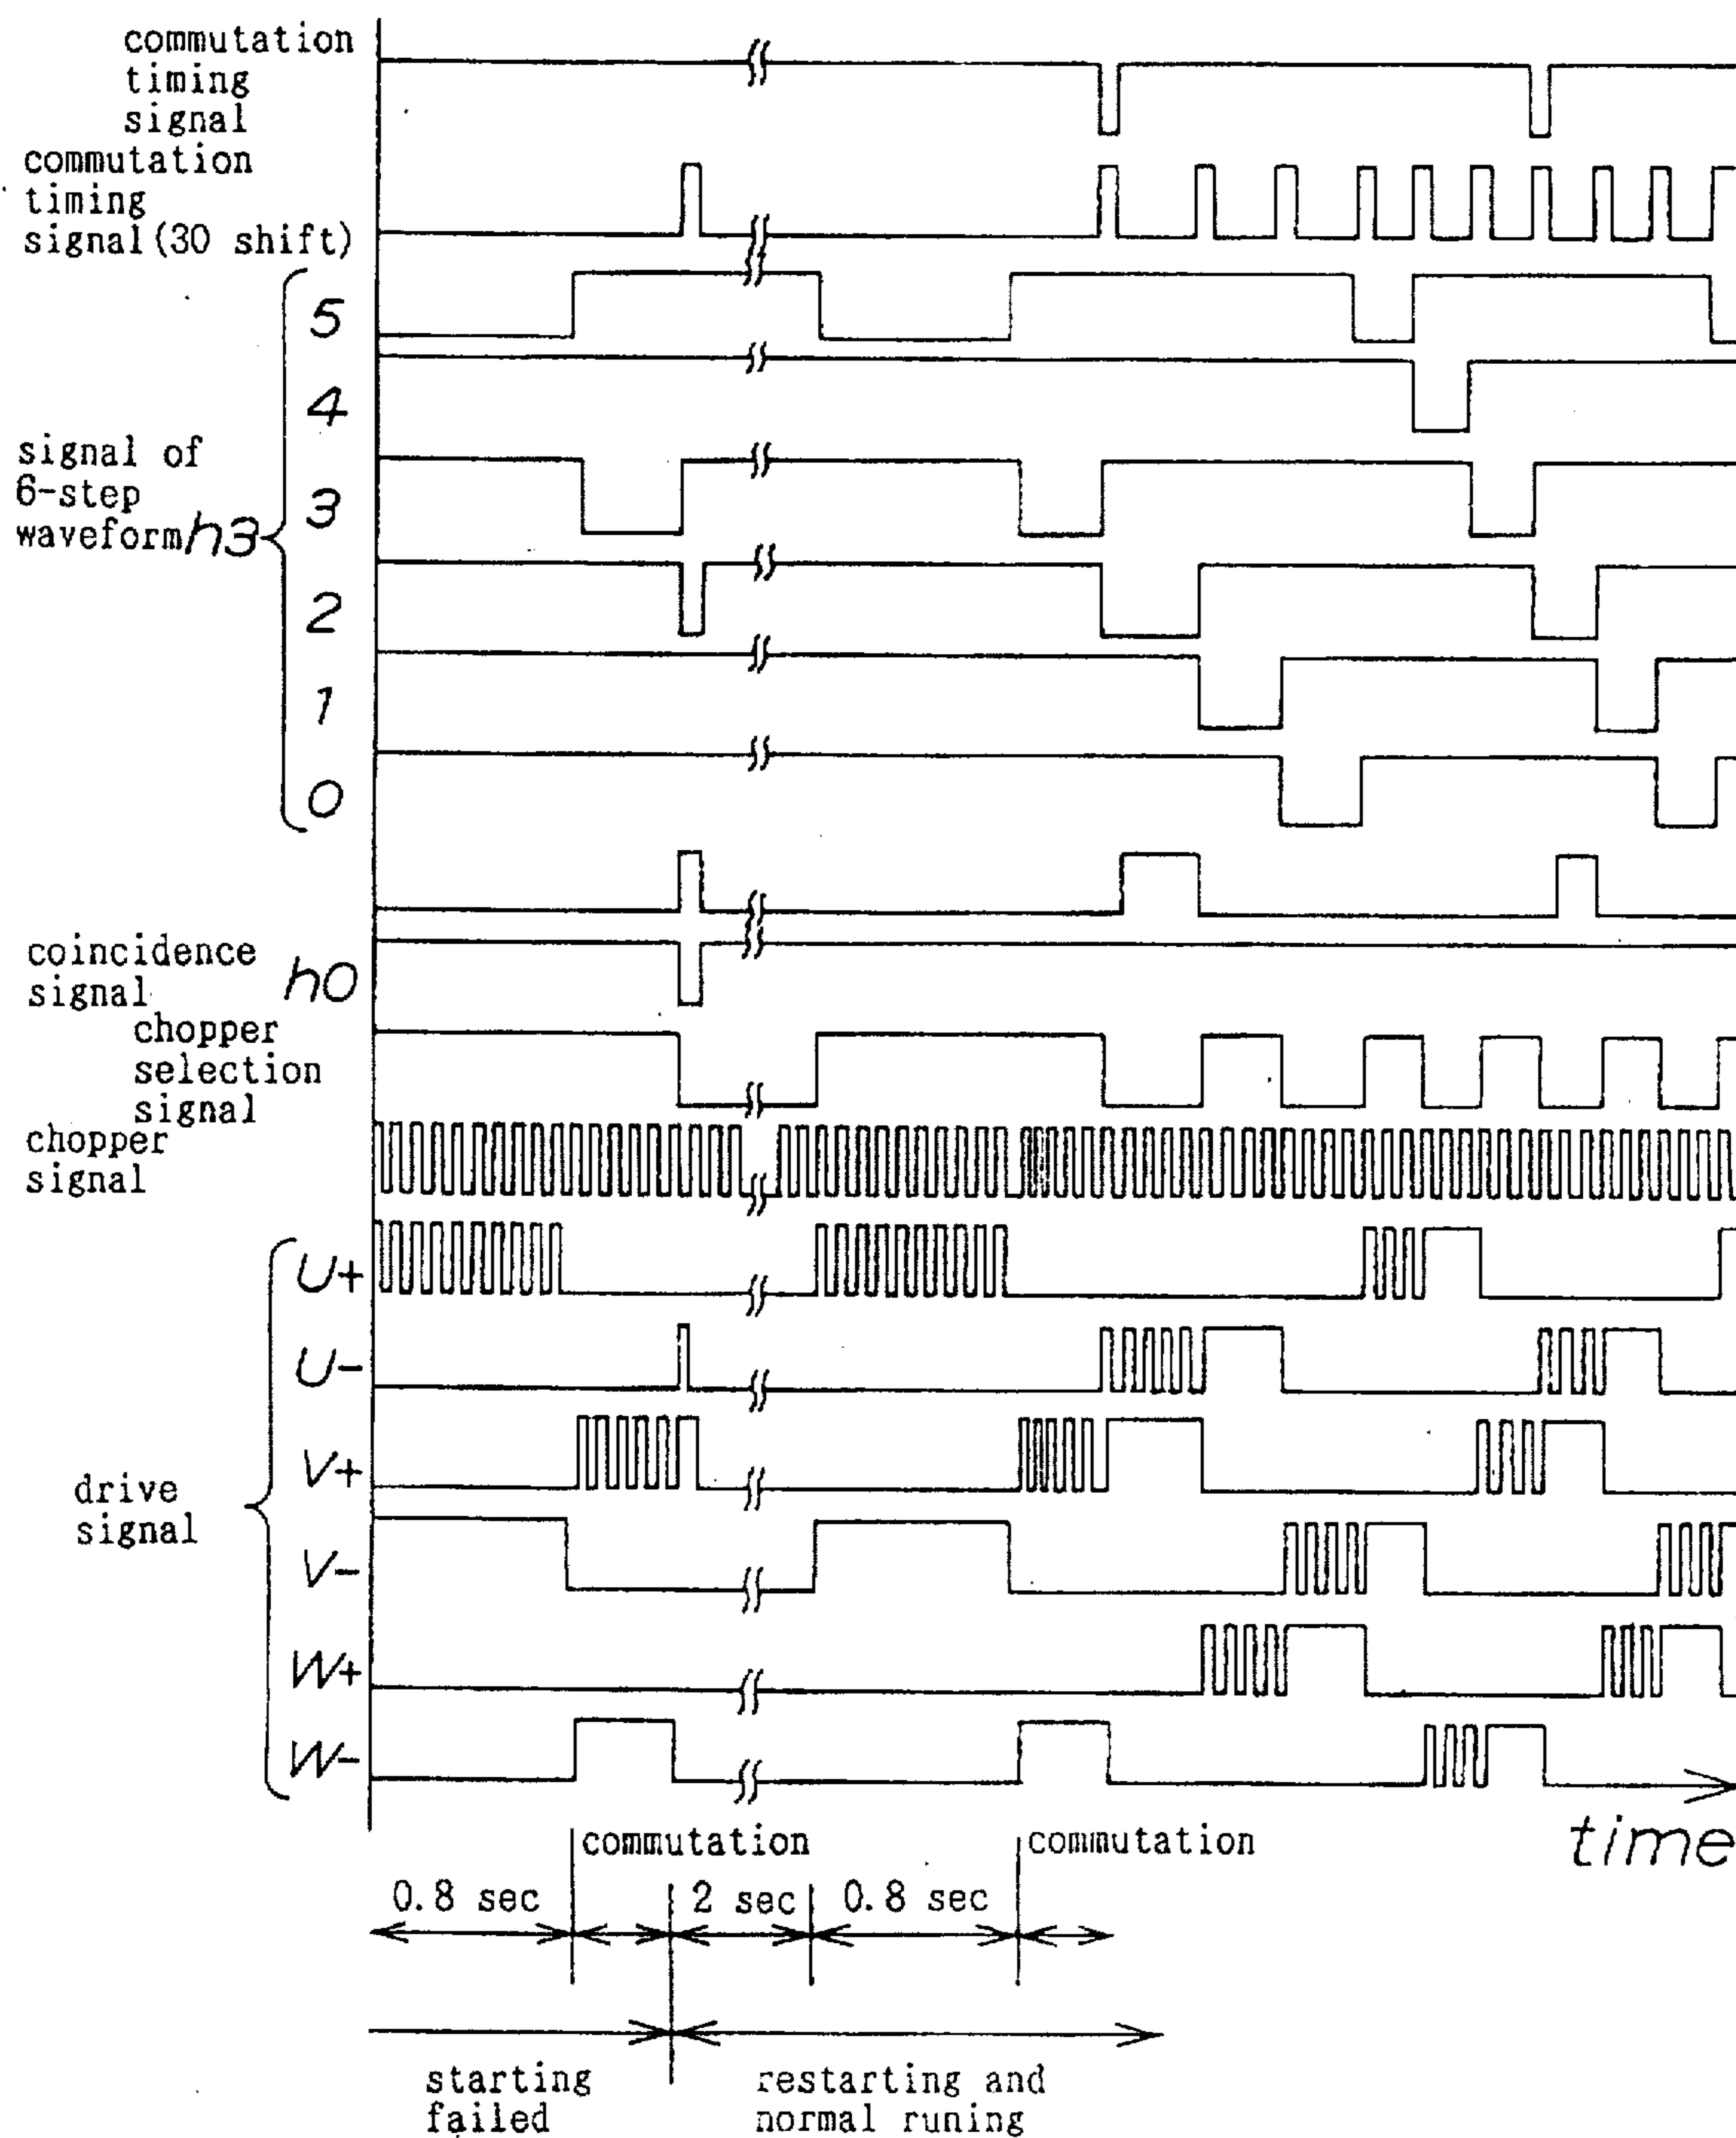 commutation
timing
signal
commutation
timing
signal(30 shift)
5
4
signal of
6-step
waveform h3
3
2
1
0
coincidence
signal h0
chopper
selection
signal
chopper
signal
U+
U-
V+
drive
signal
V-
W+
W-
time
commutation
commutation
0.8 sec
2 sec
0.8 sec
starting
failed
restarting and
normal runing